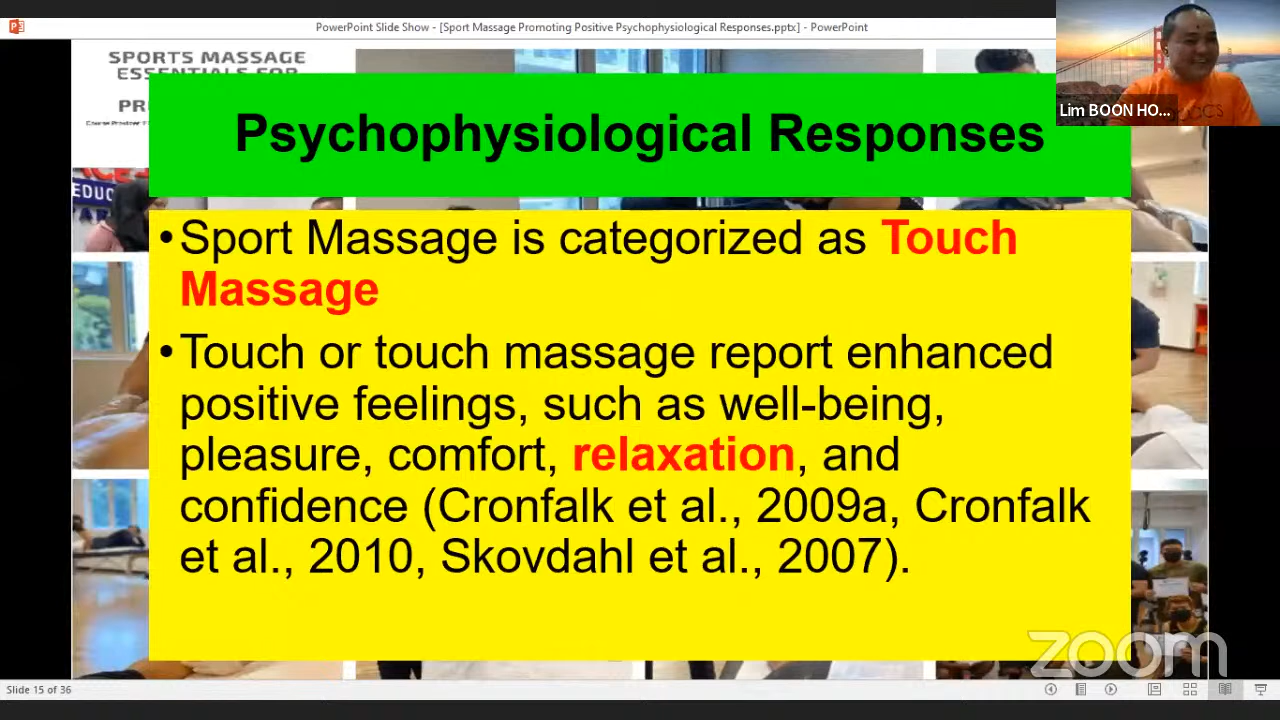 PowerPoint Slide Show - [Sport Massage Promoting Positive Psychophysiological Responses.pptx] - PowerPoint
SPORTS MASSAGE
ESSENTIALS FOR
PR
Lim BOON HO...
Psychophysiological Responses
EDUC
•Sport Massage is categorized as Touch
Massage
•Touch or touch massage report enhanced
positive feelings, such as well-being,
pleasure, comfort, relaxation, and
confidence (Cronfalk et al., 2009a, Cronfalk
et al., 2010, Skovdahl et al., 2007).
zoom
Slide 15 of 36